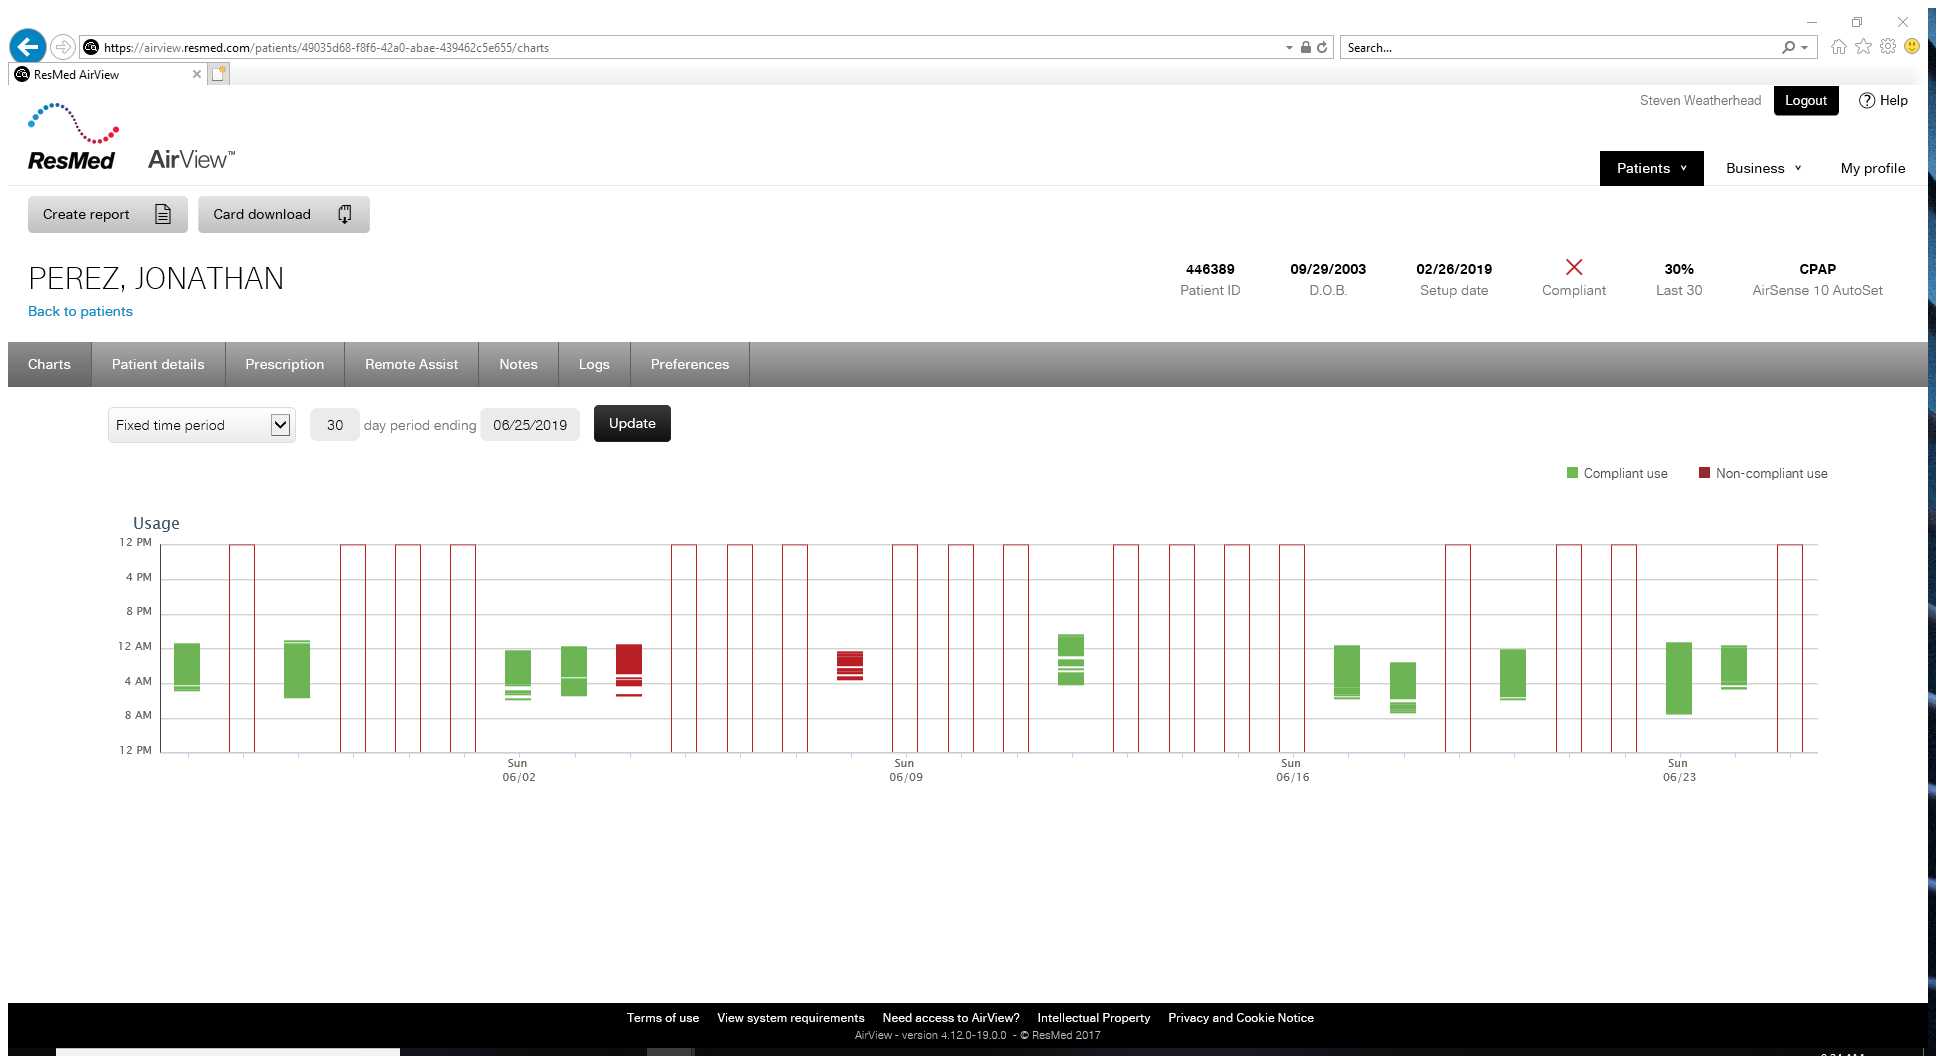 https://airview.resmed.com/patients/49035d68-f8f6-42a0-abae-439462c5e655/charts
Search...
ResMed AirView
Steven Weatherhead
Logout
Help
ResMed
AirView™
Patients
Business
My profile
Create report
Card download
PEREZ, JONATHAN
Back to patients
446389
Patient ID
09/29/2003
D.O.B.
02/26/2019
Setup date
Compliant
30%
Last 30
CPAP
AirSense 10 AutoSet
Charts
Patient details
Prescription
Remote Assist
Notes
Logs
Preferences
Fixed time period
30
day period ending
06/25/2019
Update
Compliant use
Non-compliant use
Usage
12 PM
4 PM
8 PM
12 AM
4 AM
8 AM
12 PM
Sun
06/02
Sun
06/09
Sun
06/16
Sun
06/23
Terms of use
View system requirements
Need access to AirView?
Intellectual Property
Privacy and Cookie Notice
AirView - version 4.12.0-19.0.0 - © ResMed 2017